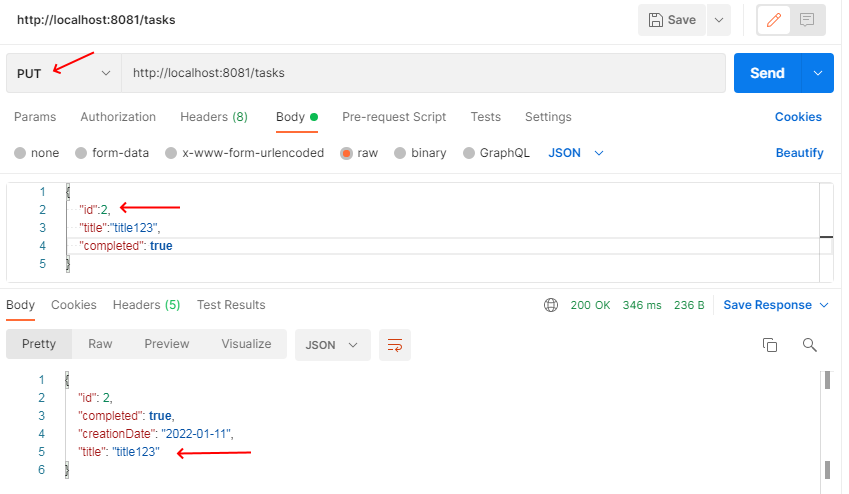 http://localhost:8081/tasks Save
PUT http://localhost:8081/tasks Send
Params Authorization Headers (8) Body Pre-request Script Tests Settings Cookies
none form-data x-www-form-urlencoded raw binary GraphQL JSON Beautify
1 {
2 "id":2,
3 "title":"title123",
4 "completed": true
5 }
Body Cookies Headers (5) Test Results 200 OK 346 ms 236 B Save Response
Pretty Raw Preview Visualize JSON
1 {
2 "id": 2,
3 "completed": true,
4 "creationDate": "2022-01-11",
5 "title": "title123"
6 }